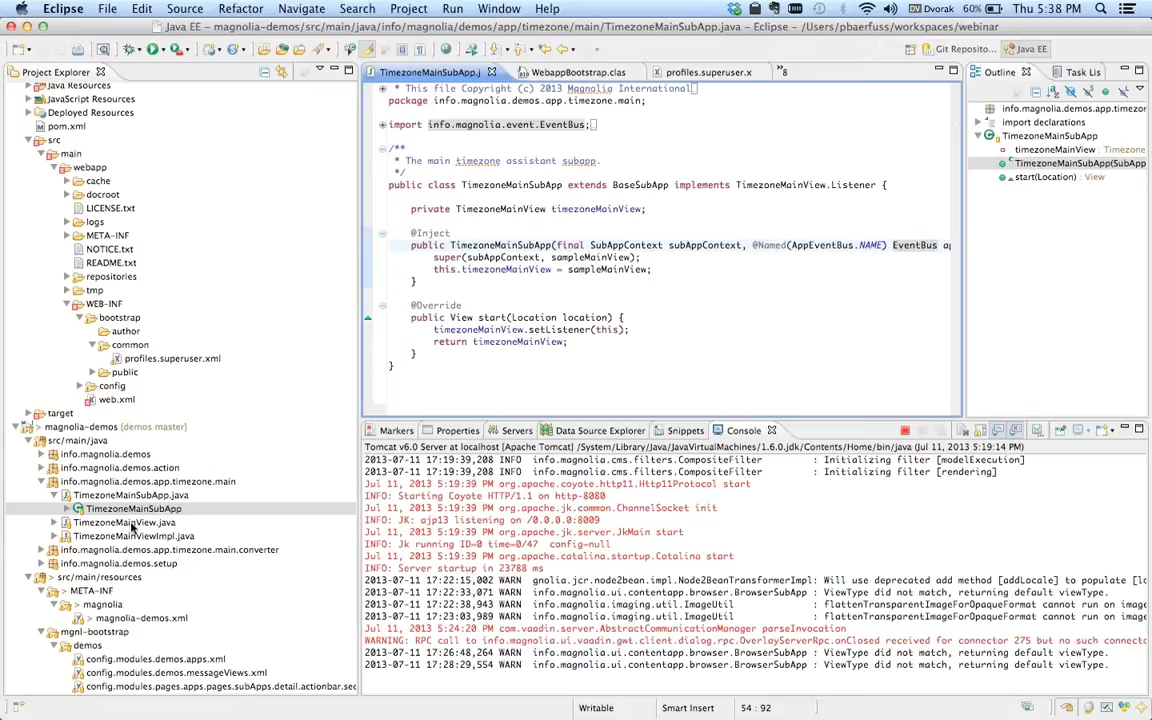 Eclipse File Edit Source Refactor Navigate Search Project Run Window Help Dvorak 60% Thu 5:38 PM
Java EE - magnolia-demos/src/main/java/info/magnolia/demos/app/timezone/main/TimezoneMainSubApp.java - Eclipse - /Users/pbaerfuss/workspaces/webinar
Git Reposito... Java EE
Project Explorer
Java Resources
JavaScript Resources
Deployed Resources
pom.xml
src
main
webapp
cache
docroot
LICENSE.txt
logs
META-INF
NOTICE.txt
README.txt
repositories
tmp
WEB-INF
bootstrap
author
common
profiles.superuser.xml
public
config
web.xml
target
magnolia-demos [demos master]
src/main/java
info.magnolia.demos
info.magnolia.demos.action
info.magnolia.demos.app.timezone.main
TimezoneMainSubApp.java
TimezoneMainSubApp
TimezoneMainView.java
TimezoneMainViewImpl.java
info.magnolia.demos.app.timezone.main.converter
info.magnolia.demos.setup
src/main/resources
META-INF
magnolia
magnolia-demos.xml
mgnl-bootstrap
demos
config.modules.demos.apps.xml
config.modules.demos.messageViews.xml
config.modules.pages.apps.pages.subApps.detail.actionbar.sec
TimezoneMainSubApp.j WebappBootstrap.clas profiles.superuser.x »8
* This file Copyright (c) 2013 Magnolia International
package info.magnolia.demos.app.timezone.main;
import info.magnolia.event.EventBus;
/**
* The main timezone assistant subapp.
*/
public class TimezoneMainSubApp extends BaseSubApp implements TimezoneMainView.Listener {
private TimezoneMainView timezoneMainView;
@Inject
public TimezoneMainSubApp(final SubAppContext subAppContext, @Named(AppEventBus.NAME) EventBus ap
super(subAppContext, sampleMainView);
this.timezoneMainView = sampleMainView;
}
@Override
public View start(Location location) {
timezoneMainView.setListener(this);
return timezoneMainView;
}
}
Outline Task Lis
info.magnolia.demos.app.timezor
import declarations
TimezoneMainSubApp
timezoneMainView : Timezone
TimezoneMainSubApp(SubApp
start(Location) : View
Markers Properties Servers Data Source Explorer Snippets Console
Tomcat v6.0 Server at localhost [Apache Tomcat] /System/Library/Java/JavaVirtualMachines/1.6.0.jdk/Contents/Home/bin/java (Jul 11, 2013 5:19:14 PM)
2013-07-11 17:19:39,208 INFO info.magnolia.cms.filters.CompositeFilter : Initializing filter [modelExecution]
2013-07-11 17:19:39,208 INFO info.magnolia.cms.filters.CompositeFilter : Initializing filter [rendering]
Jul 11, 2013 5:19:39 PM org.apache.coyote.http11.Http11Protocol start
INFO: Starting Coyote HTTP/1.1 on http-8080
Jul 11, 2013 5:19:39 PM org.apache.jk.common.ChannelSocket init
INFO: JK: ajp13 listening on /0.0.0.0:8009
Jul 11, 2013 5:19:39 PM org.apache.jk.server.JkMain start
INFO: Jk running ID=0 time=0/47 config=null
Jul 11, 2013 5:19:39 PM org.apache.catalina.startup.Catalina start
INFO: Server startup in 23788 ms
2013-07-11 17:22:15,002 WARN gnolia.jcr.node2bean.impl.Node2BeanTransformerImpl: Will use deprecated add method [addLocale] to populate [lo
2013-07-11 17:22:33,071 WARN info.magnolia.ui.contentapp.browser.BrowserSubApp : ViewType did not match, returning default viewType.
2013-07-11 17:22:38,943 WARN info.magnolia.imaging.util.ImageUtil : flattenTransparentImageForOpaqueFormat cannot run on image
2013-07-11 17:23:03,989 WARN info.magnolia.imaging.util.ImageUtil : flattenTransparentImageForOpaqueFormat cannot run on image
Jul 11, 2013 5:24:20 PM com.vaadin.server.AbstractCommunicationManager parseInvocation
WARNING: RPC call to info.magnolia.ui.vaadin.gwt.client.dialog.rpc.OverlayServerRpc.onClosed received for connector 275 but no such connecto
2013-07-11 17:26:48,264 WARN info.magnolia.ui.contentapp.browser.BrowserSubApp : ViewType did not match, returning default viewType.
2013-07-11 17:28:29,554 WARN info.magnolia.ui.contentapp.browser.BrowserSubApp : ViewType did not match, returning default viewType.
Writable Smart Insert 54 : 92